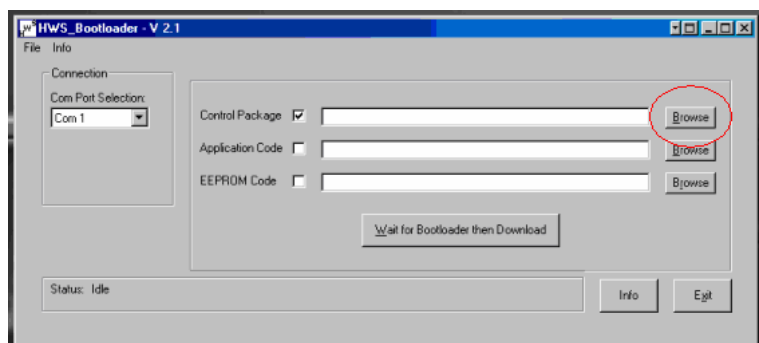 HWS_Bootloader - V 2.1
File Info
Connection
Com Port Selection:
Com 1
Control Package
Browse
Application Code
Browse
EEPROM Code
Browse
Wait for Bootloader then Download
Status: Idle
Info
Exit